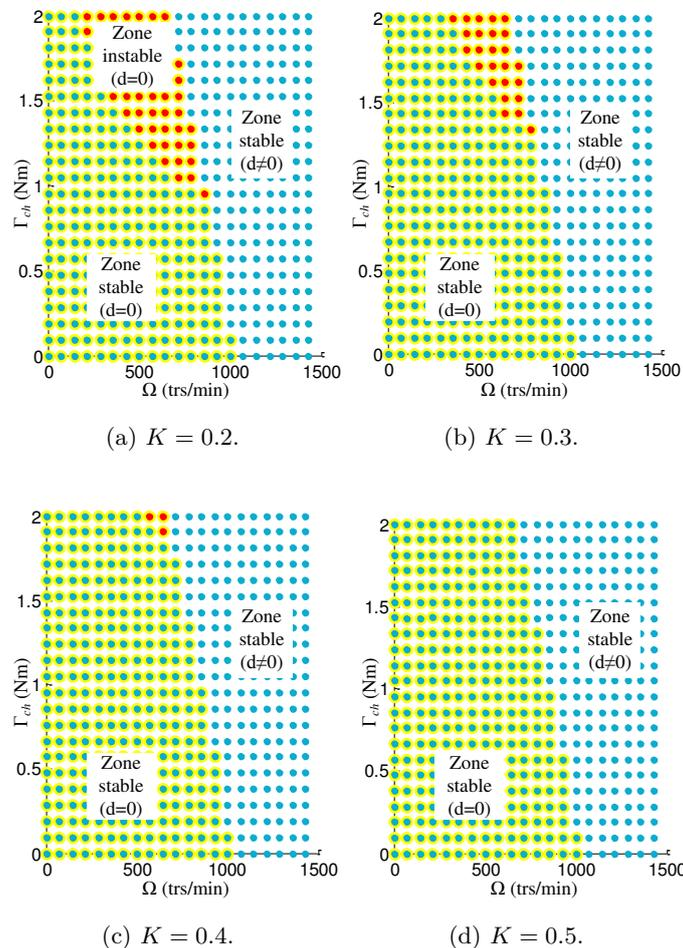 2
1.5
1
0.5
0
Γch (Nm)
Zone
instable
(d=0)
Zone
stable
(d≠0)
Zone
stable
(d=0)
500
1000
1500
Ω (trs/min)
(a) K = 0.2.
2
1.5
1
0.5
0
Γch (Nm)
Zone
stable
(d≠0)
Zone
stable
(d=0)
0
500
1000
1500
Ω (trs/min)
(b) K = 0.3.
2
1.5
1
0.5
0
Γch (Nm)
Zone
stable
(d≠0)
Zone
stable
(d=0)
0
500
1000
1500
Ω (trs/min)
(c) K = 0.4.
2
1.5
1
0.5
0
Γch (Nm)
Zone
stable
(d≠0)
Zone
stable
(d=0)
0
500
1000
1500
Ω (trs/min)
(d) K = 0.5.